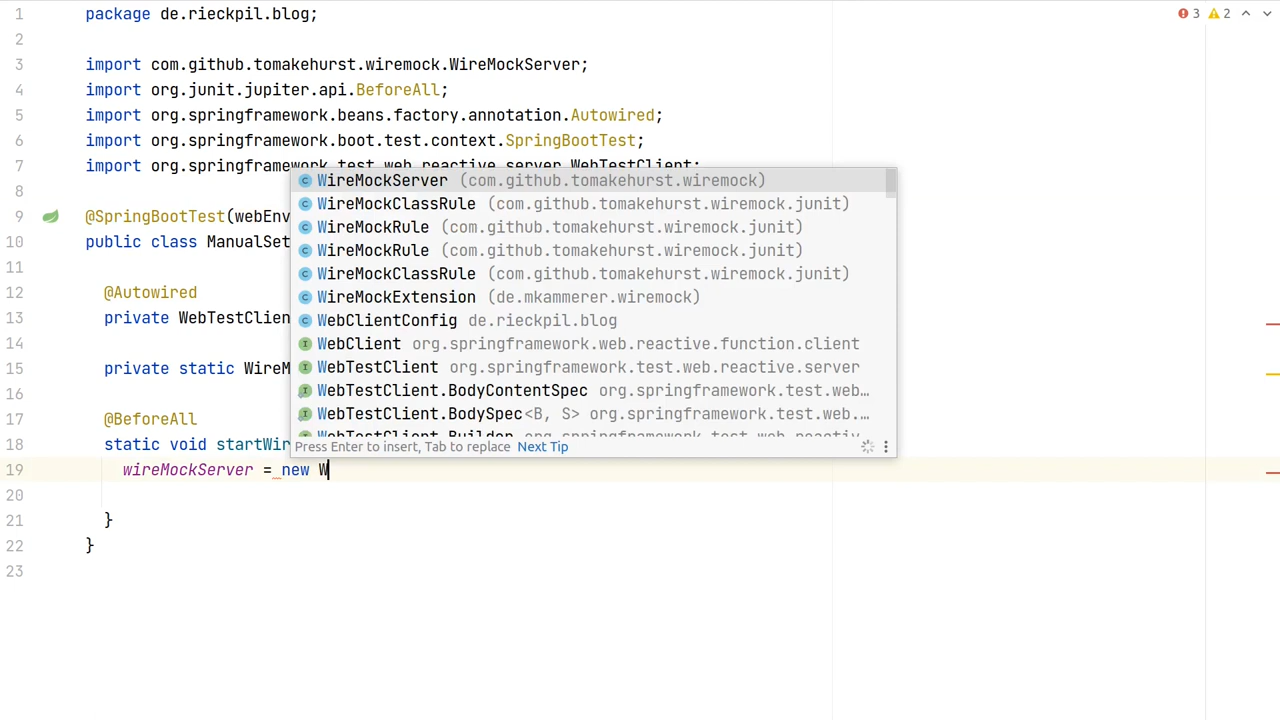 3 2
1 package de.rieckpil.blog;
2
3 import com.github.tomakehurst.wiremock.WireMockServer;
4 import org.junit.jupiter.api.BeforeAll;
5 import org.springframework.beans.factory.annotation.Autowired;
6 import org.springframework.boot.test.context.SpringBootTest;
7 import org.springframework.test.web.reactive.server.WebTestClient;
8
9 @SpringBootTest(webEnv
10 public class ManualSet
11
12 @Autowired
13 private WebTestClien
14
15 private static WireM
16
17 @BeforeAll
18 static void startWir
19 wireMockServer = new W
20
21 }
22 }
23
WireMockServer (com.github.tomakehurst.wiremock)
WireMockClassRule (com.github.tomakehurst.wiremock.junit)
WireMockRule (com.github.tomakehurst.wiremock.junit)
WireMockRule (com.github.tomakehurst.wiremock.junit)
WireMockClassRule (com.github.tomakehurst.wiremock.junit)
WireMockExtension (de.mkammerer.wiremock)
WebClientConfig de.rieckpil.blog
WebClient org.springframework.web.reactive.function.client
WebTestClient org.springframework.test.web.reactive.server
WebTestClient.BodyContentSpec org.springframework.test.web…
WebTestClient.BodySpec<B, S> org.springframework.test.web.…
WebTestClient.Builder org.springframework.test.web.reactiv
Press Enter to insert, Tab to replace Next Tip